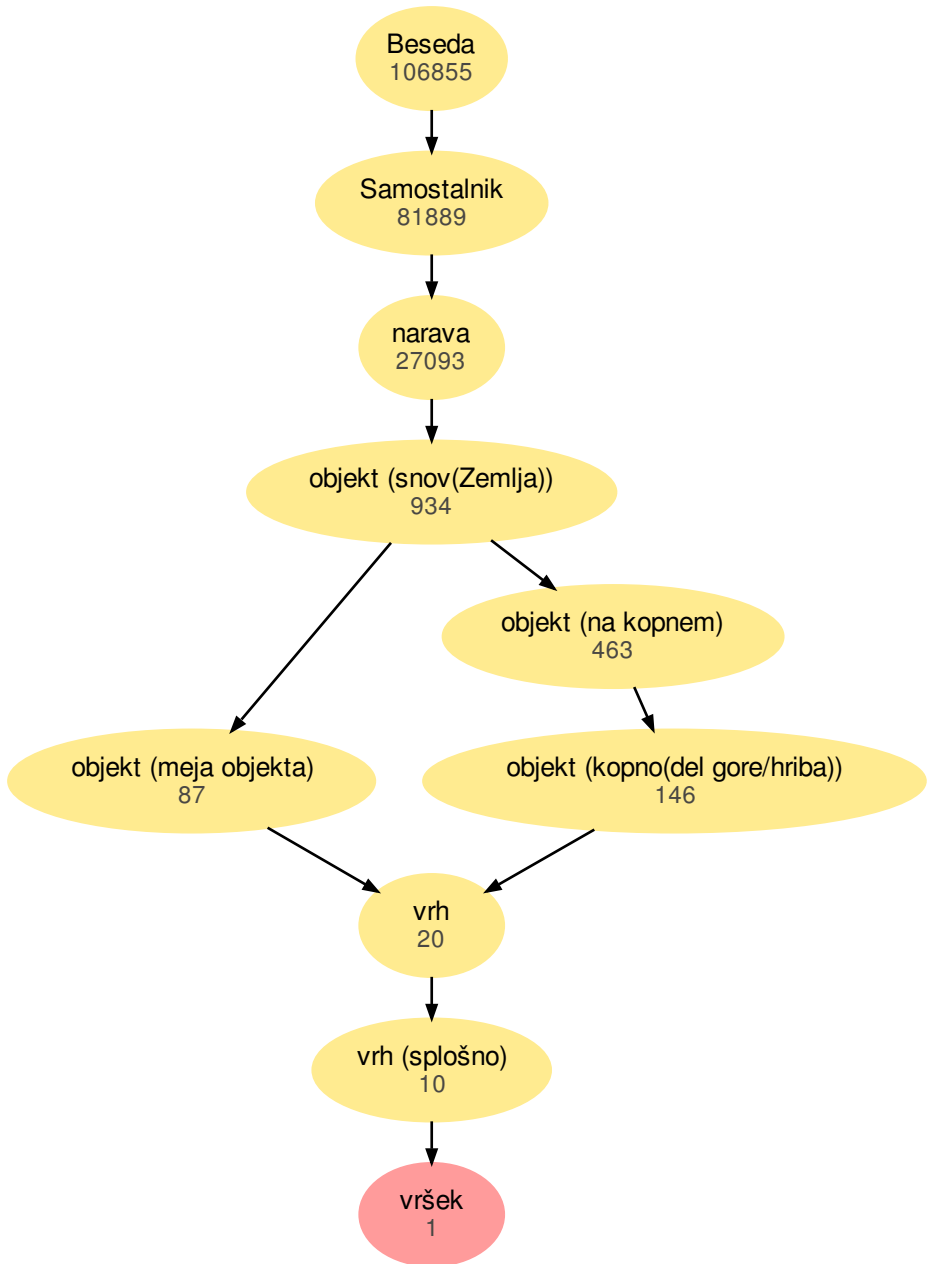 Beseda
106855
Samostalnik
81889
narava
27093
objekt (snov(Zemlja))
934
objekt (na kopnem)
463
objekt (meja objekta)
87
objekt (kopno(del gore/hriba))
146
vrh
20
vrh (splošno)
10
vršek
1